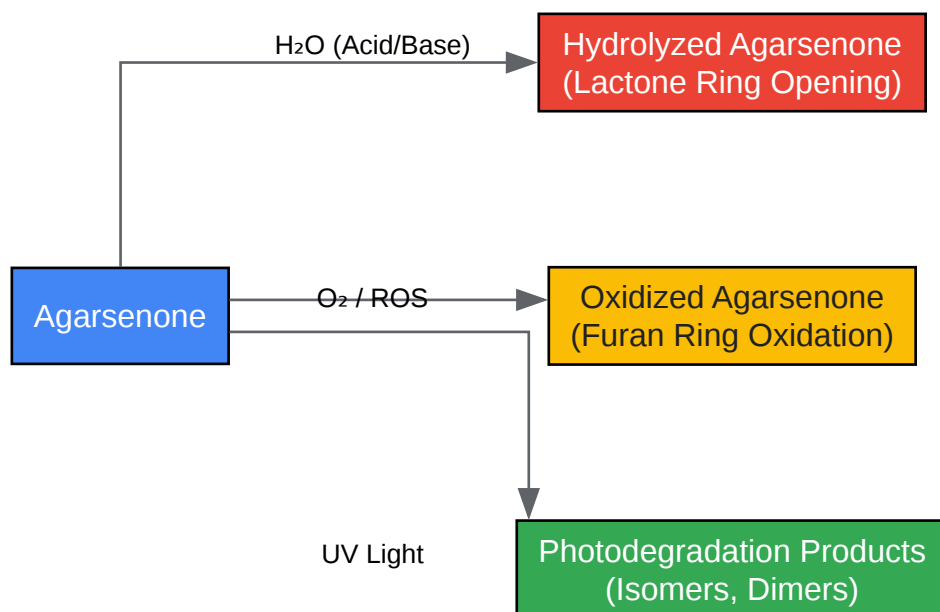 H₂O (Acid/Base)
Hydrolyzed Agarsenone
(Lactone Ring Opening)
Agarsenone
O₂ / ROS
Oxidized Agarsenone
(Furan Ring Oxidation)
UV Light
Photodegradation Products
(Isomers, Dimers)